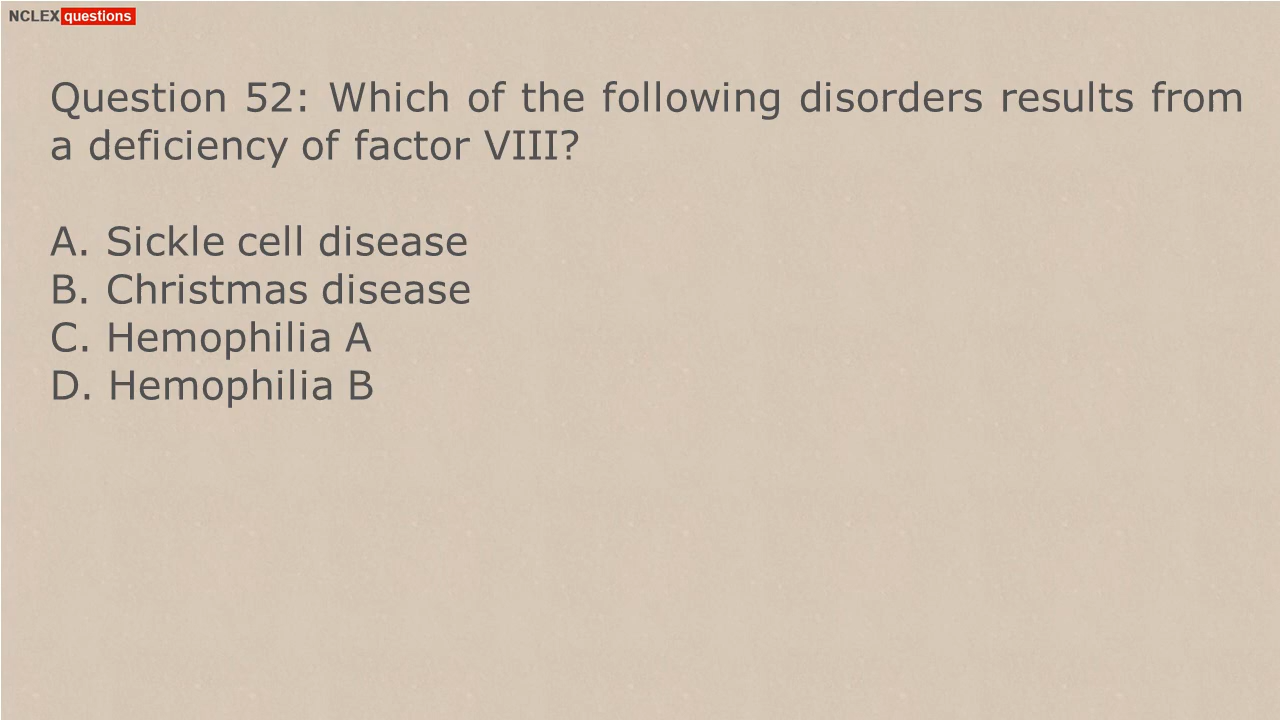 NCLEX questions
Question 52: Which of the following disorders results from
a deficiency of factor VIII?
A. Sickle cell disease
B. Christmas disease
C. Hemophilia A
D. Hemophilia B